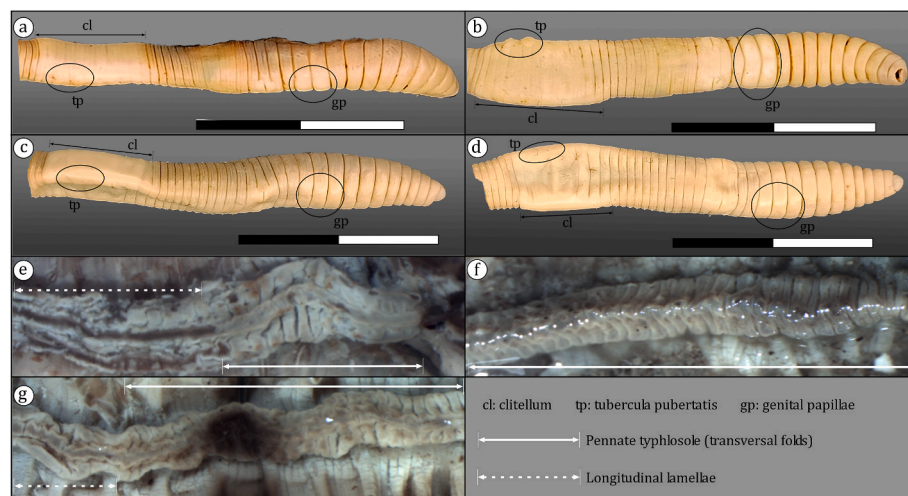 a
cl
tp
gp
b
tp
cl
gp
c
cl
tp
gp
d
tp
cl
gp
e
f
g
cl: clitellum tp: tubercula pubertatis gp: genital papillae
Pennate typhlosole (transversal folds)
Longitudinal lamellae